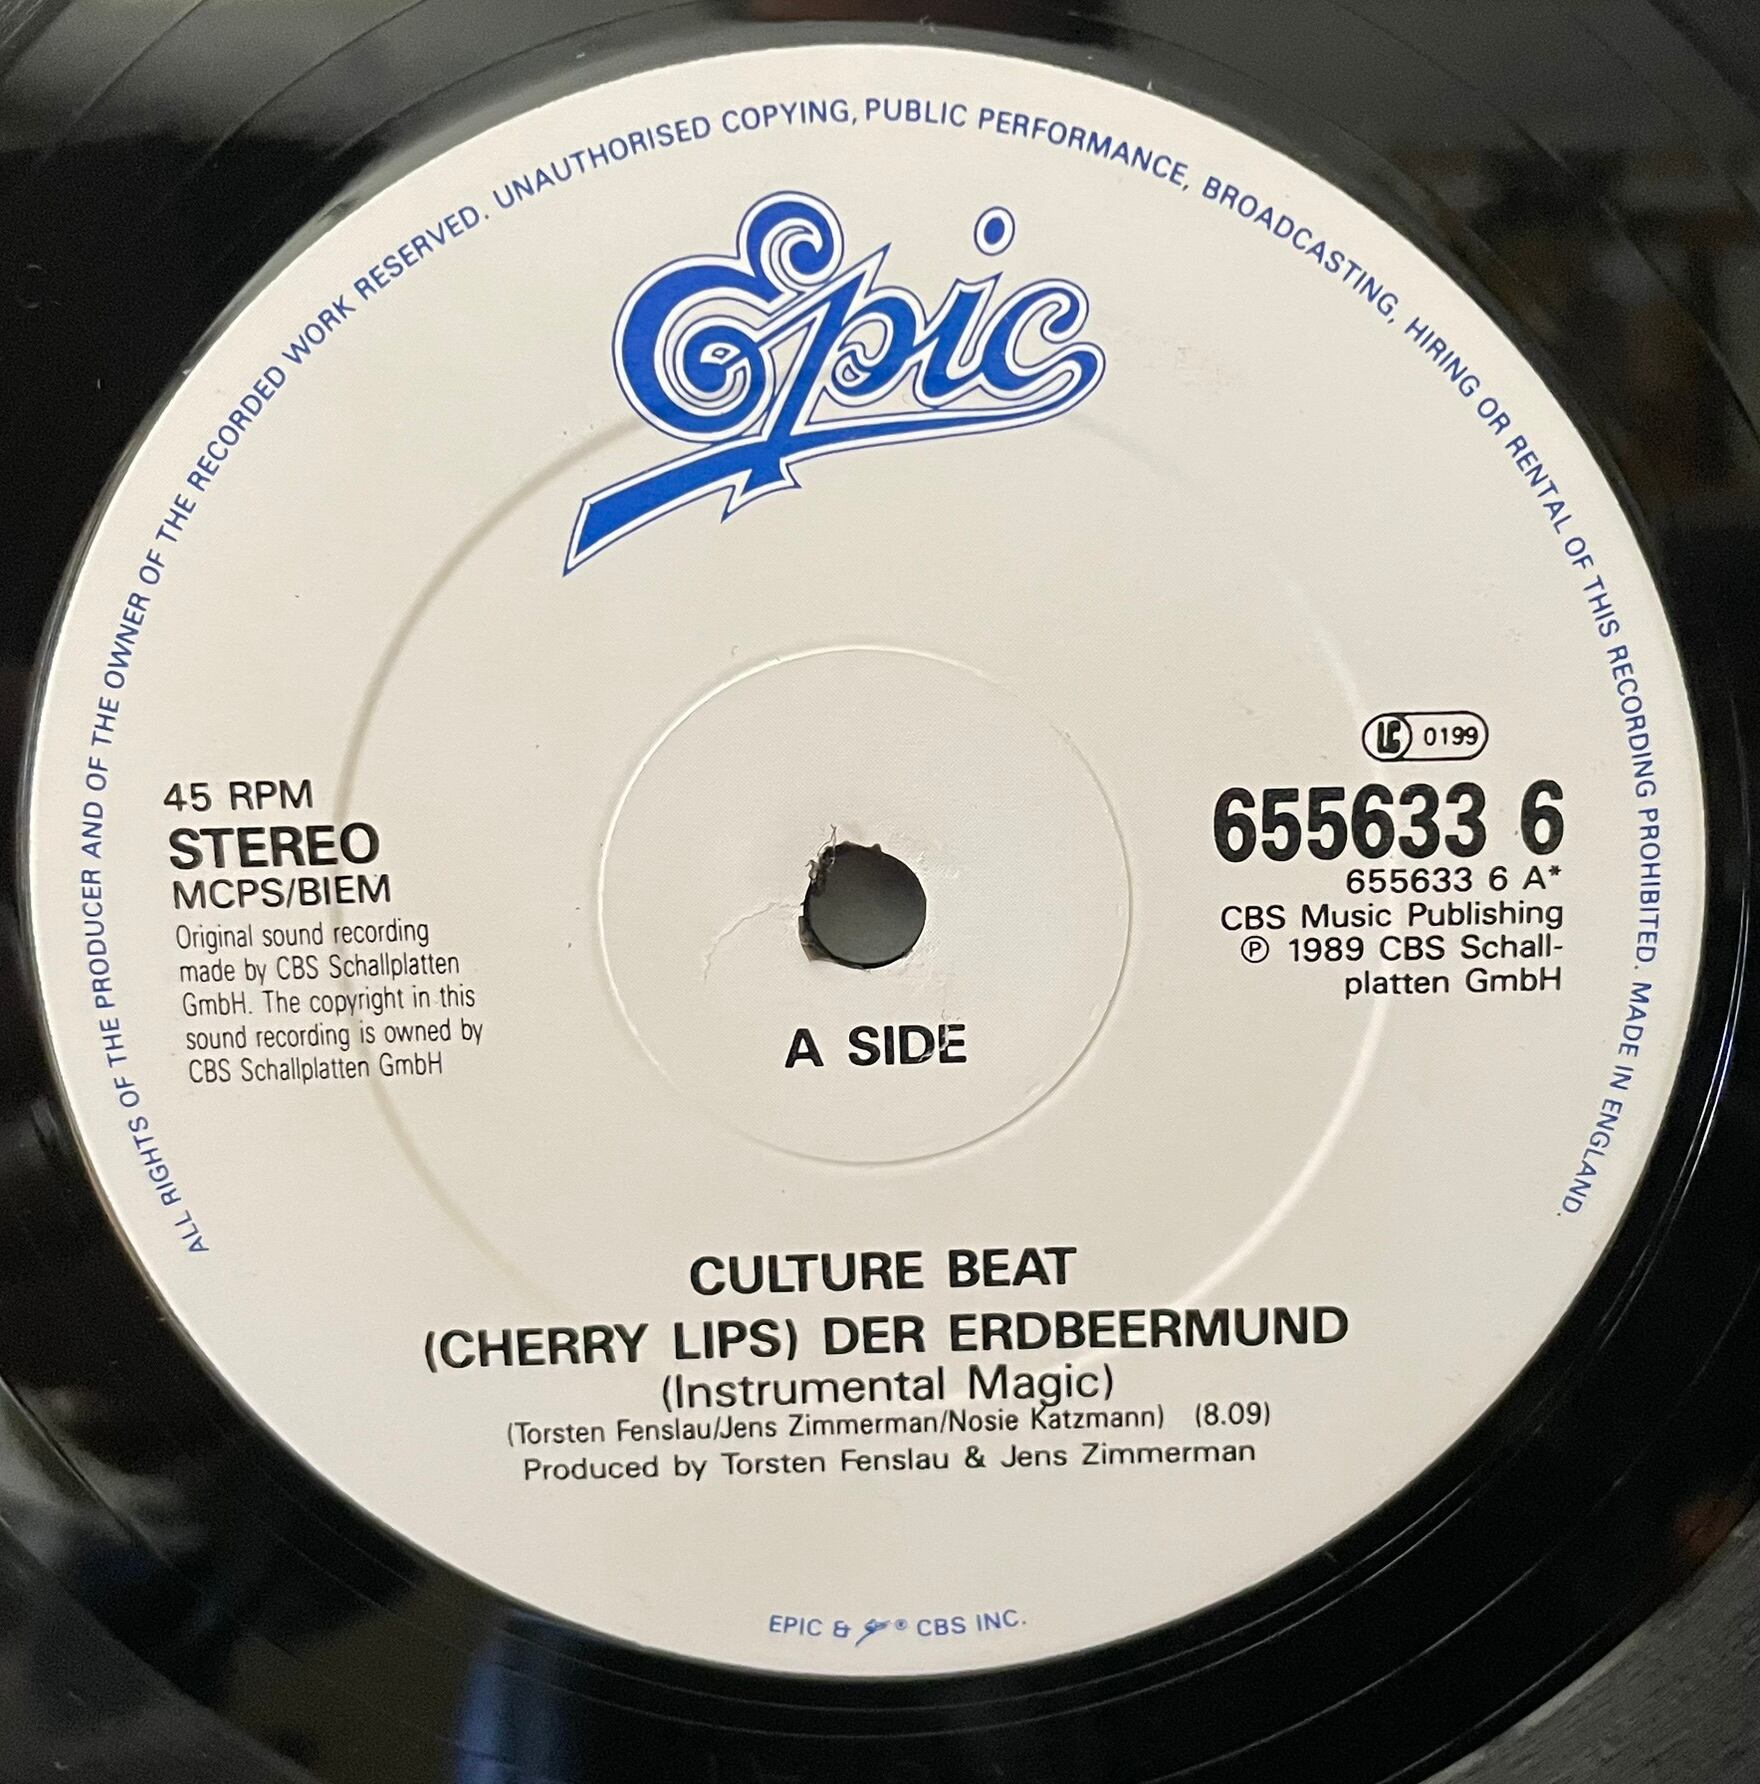 ALL RIGHTS OF THE PRODUCER AND OF THE OWNER OF THE RECORDED WORK RESERVED. UNAUTHORISED COPYING, PUBLIC PERFORMANCE, BROADCASTING, HIRING OR RENTAL OF THIS RECORDING PROHIBITED. MADE IN ENGLAND.
Epic
45 RPM
STEREO
MCPS/BIEM
Original sound recording
made by CBS Schallplatten
GmbH. The copyright in this
sound recording is owned by
CBS Schallplatten GmbH
LC 0199
655633 6
655633 6 A*
CBS Music Publishing
℗ 1989 CBS Schall-
platten GmbH
A SIDE
CULTURE BEAT
(CHERRY LIPS) DER ERDBEERMUND
(Instrumental Magic)
(Torsten Fenslau/Jens Zimmerman/Nosie Katzmann) (8.09)
Produced by Torsten Fenslau & Jens Zimmerman
EPIC & Epic ® CBS INC.